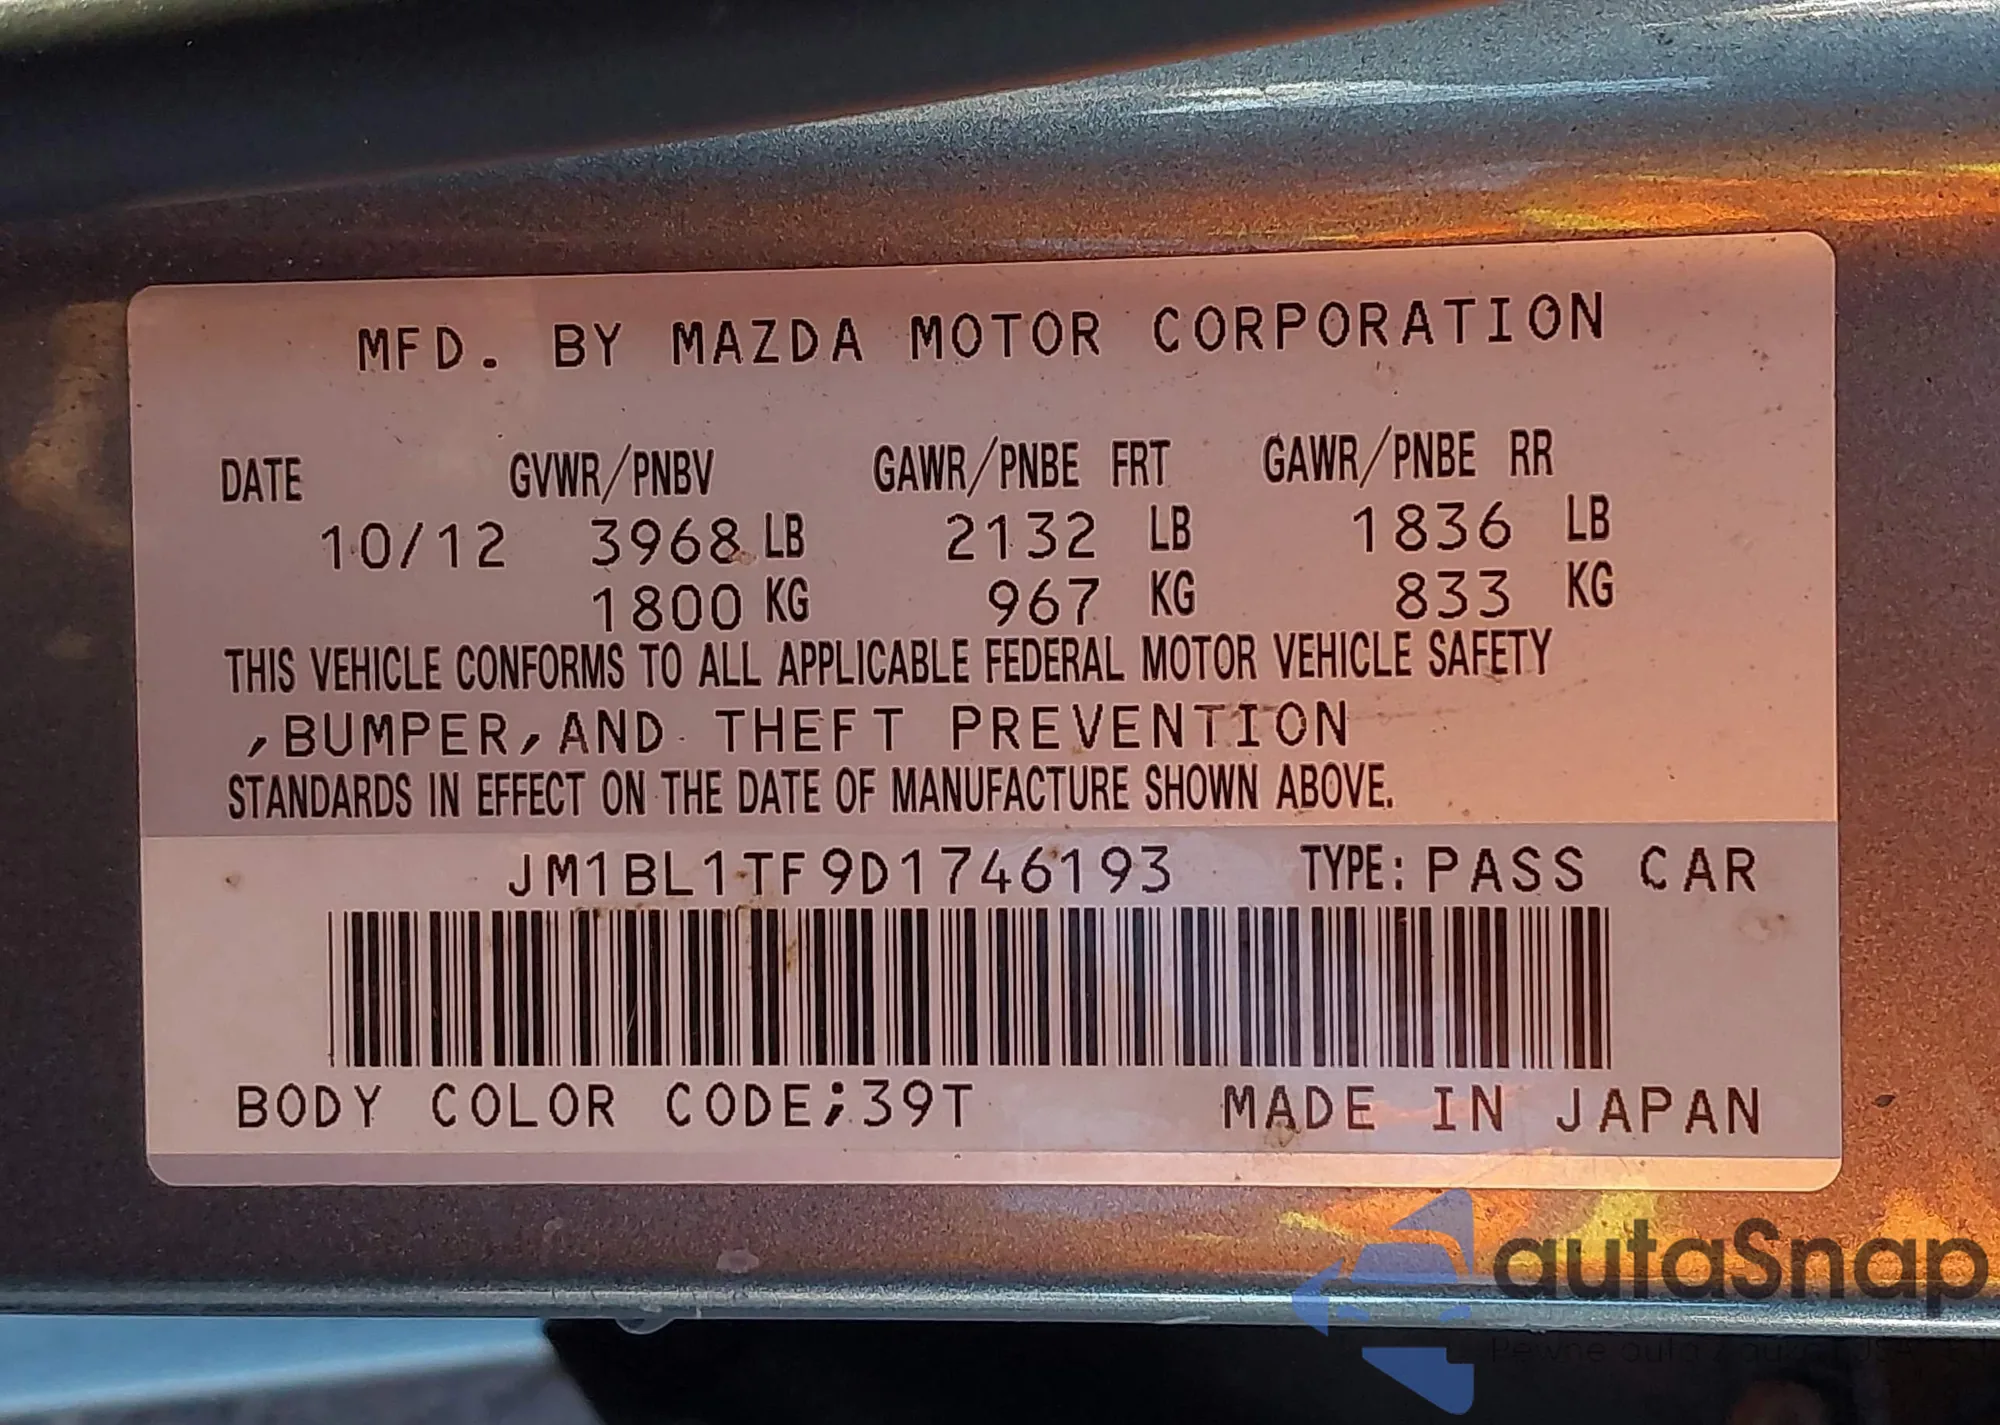 MFD. BY MAZDA MOTOR CORPORATION
DATE GVWR/PNBV GAWR/PNBE FRT GAWR/PNBE RR
10/12 3968 LB 2132 LB 1836 LB
1800 KG 967 KG 833 KG
THIS VEHICLE CONFORMS TO ALL APPLICABLE FEDERAL MOTOR VEHICLE SAFETY
,BUMPER,AND THEFT PREVENTION
STANDARDS IN EFFECT ON THE DATE OF MANUFACTURE SHOWN ABOVE.
JM1BL1TF9D1746193 TYPE: PASS CAR
BODY COLOR CODE;39T MADE IN JAPAN
autaSnap
Pewne auta z